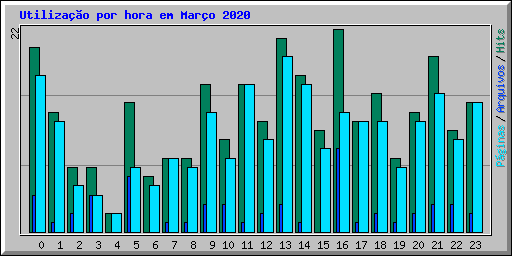 Utilização por hora em Março 2020
22
Páginas / Arquivos / Hits
0 1 2 3 4 5 6 7 8 9 10 11 12 13 14 15 16 17 18 19 20 21 22 23